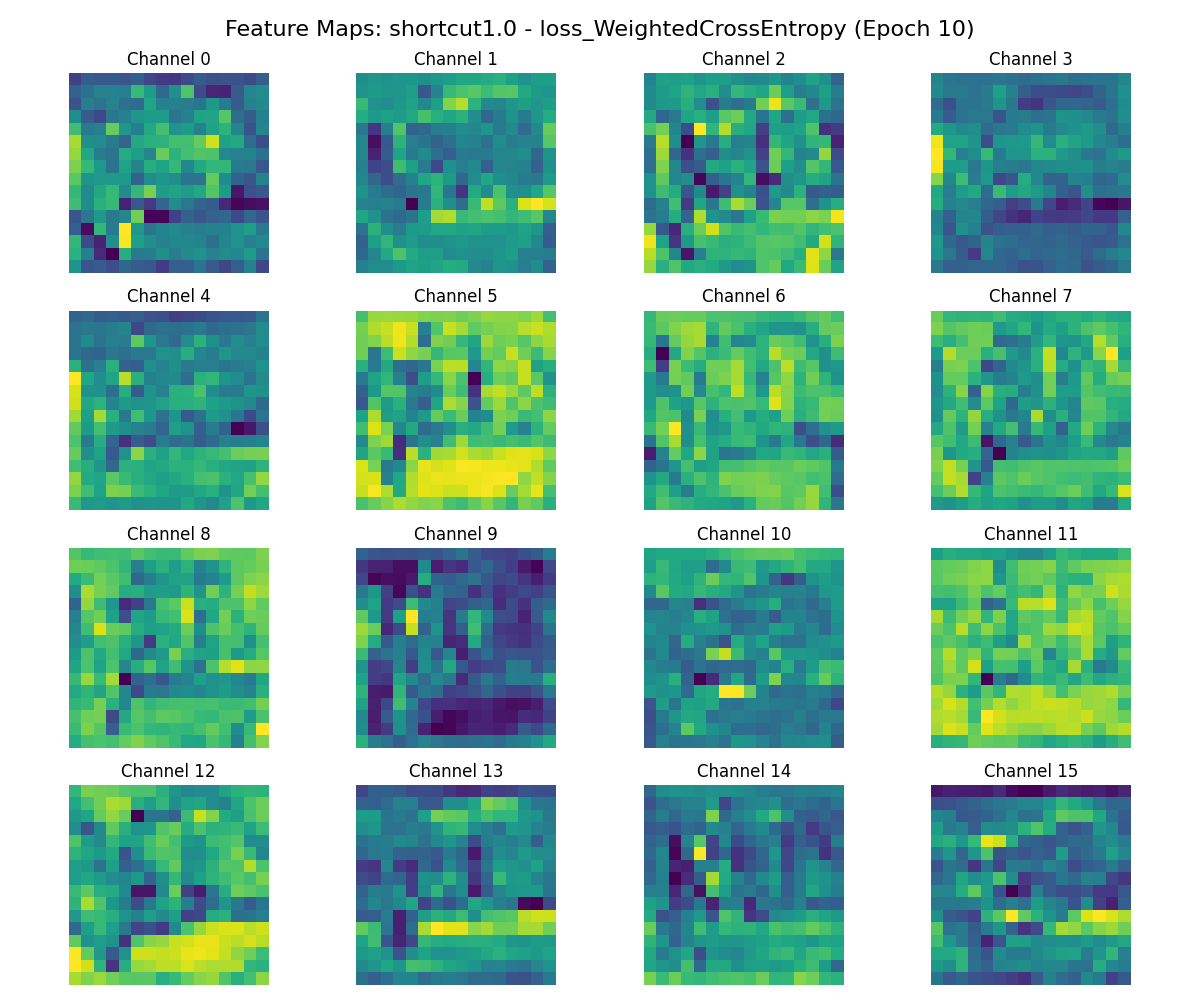 Feature Maps: shortcut1.0 - loss_WeightedCrossEntropy (Epoch 10)
Channel 0 Channel 1 Channel 2 Channel 3
Channel 4 Channel 5 Channel 6 Channel 7
Channel 8 Channel 9 Channel 10 Channel 11
Channel 12 Channel 13 Channel 14 Channel 15